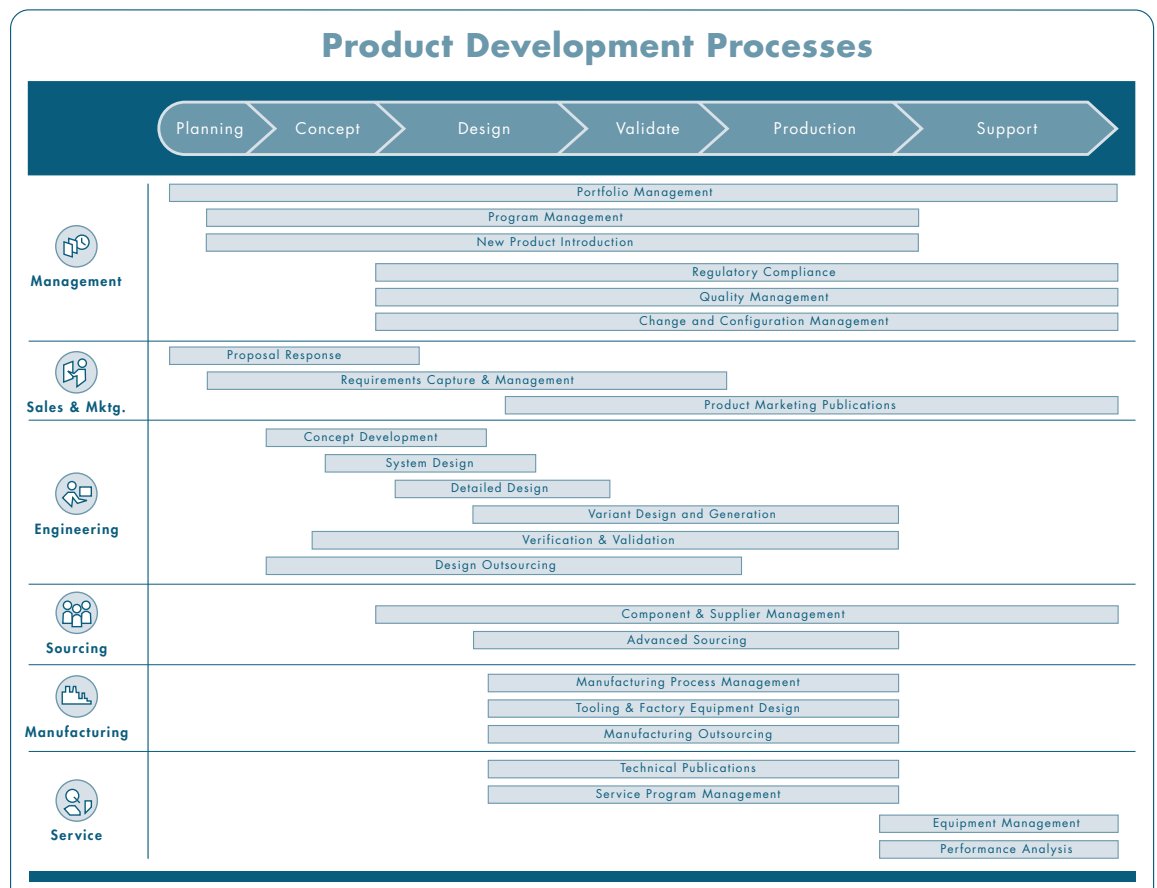 Product Development Processes
Planning
Concept
Design
Validate
Production
Support
Management
Portfolio Management
Program Management
New Product Introduction
Regulatory Compliance
Quality Management
Change and Configuration Management
Sales & Mktg.
Proposal Response
Requirements Capture & Management
Product Marketing Publications
Engineering
Concept Development
System Design
Detailed Design
Variant Design and Generation
Verification & Validation
Design Outsourcing
Sourcing
Component & Supplier Management
Advanced Sourcing
Manufacturing
Manufacturing Process Management
Tooling & Factory Equipment Design
Manufacturing Outsourcing
Service
Technical Publications
Service Program Management
Equipment Management
Performance Analysis